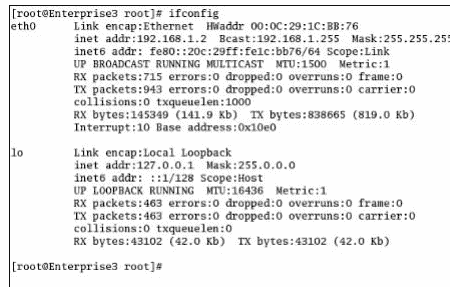 [root@Enterprise3 root]# ifconfig
eth0 Link encap:Ethernet HWaddr 00:0C:29:1C:BB:76
inet addr:192.168.1.2 Bcast:192.168.1.255 Mask:255.255.255
inet6 addr: fe80::20c:29ff:fe1c:bb76/64 Scope:Link
UP BROADCAST RUNNING MULTICAST MTU:1500 Metric:1
RX packets:715 errors:0 dropped:0 overruns:0 frame:0
TX packets:943 errors:0 dropped:0 overruns:0 carrier:0
collisions:0 txqueuelen:1000
RX bytes:145349 (141.9 Kb) TX bytes:838665 (819.0 Kb)
Interrupt:10 Base address:0x10e0
lo Link encap:Local Loopback
inet addr:127.0.0.1 Mask:255.0.0.0
inet6 addr: ::1/128 Scope:Host
UP LOOPBACK RUNNING MTU:16436 Metric:1
RX packets:463 errors:0 dropped:0 overruns:0 frame:0
TX packets:463 errors:0 dropped:0 overruns:0 carrier:0
collisions:0 txqueuelen:0
RX bytes:43102 (42.0 Kb) TX bytes:43102 (42.0 Kb)
[root@Enterprise3 root]#